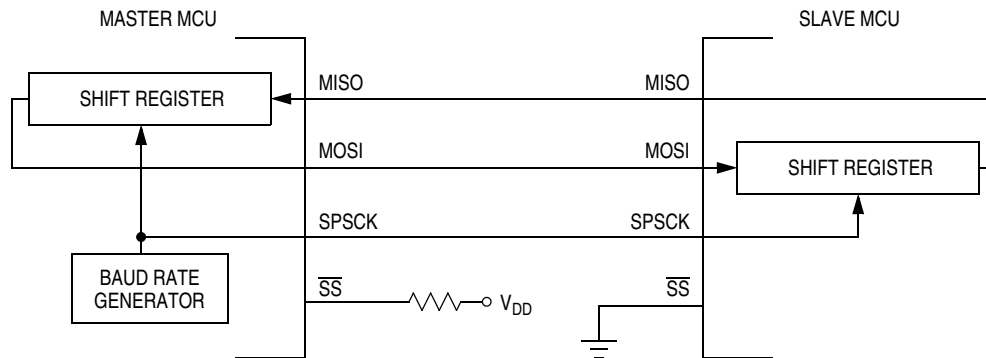 MASTER MCU
SLAVE MCU
SHIFT REGISTER
MISO
MISO
MOSI
MOSI
SHIFT REGISTER
SPSCK
SPSCK
BAUD RATE
GENERATOR
SS
VDD
SS